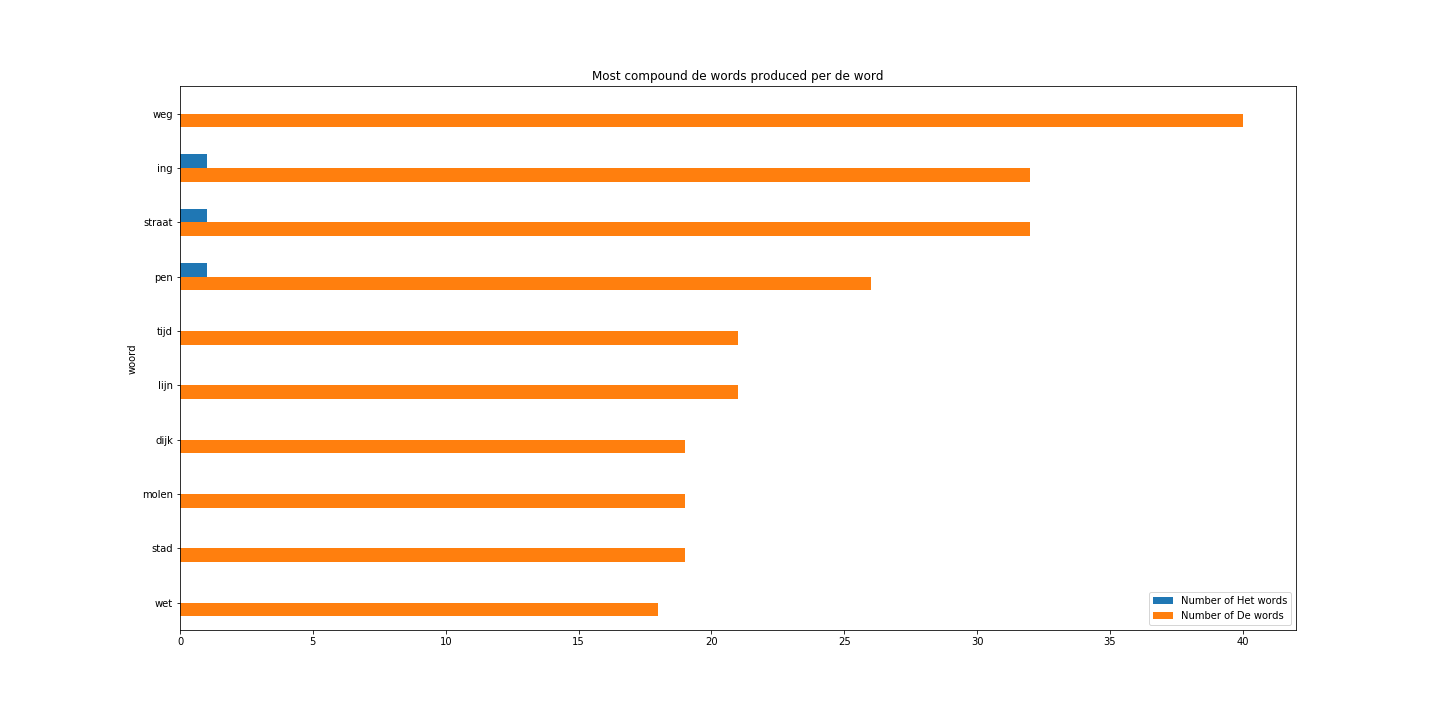 Most compound de words produced per de word
weg
ing
straat
pen
tijd
lijn
dijk
molen
stad
wet
woord
0 5 10 15 20 25 30 35 40
Number of Het words
Number of De words